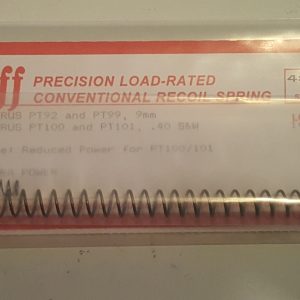 ff
PRECISION LOAD-RATED
CONVENTIONAL RECOIL SPRING
RUS PT92 and PT99, 9mm
RUS PT100 and PT101, .40 S&W
Reduced Power for PT100/101
POWER